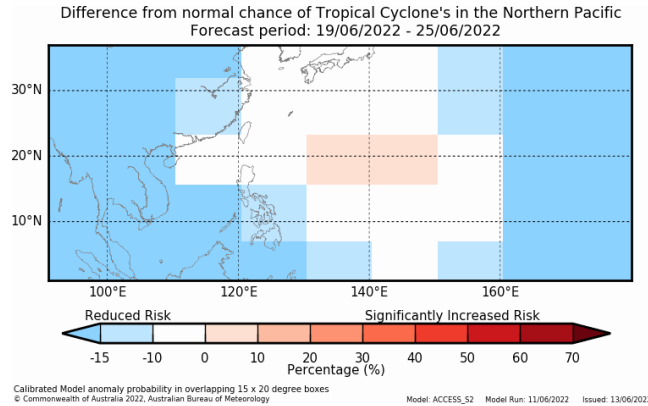 Difference from normal chance of Tropical Cyclone's in the Northern Pacific
Forecast period: 19/06/2022 - 25/06/2022
30°N
20°N
10°N
100°E 120°E 140°E 160°E
Reduced Risk Significantly Increased Risk
-15 -10 0 10 20 30 40 50 60 70
Percentage (%)
Calibrated Model anomaly probability in overlapping 15 x 20 degree boxes
© Commonwealth of Australia 2022, Australian Bureau of Meteorology Model: ACCESS_S2 Model Run: 11/06/2022 Issued: 13/06/2022